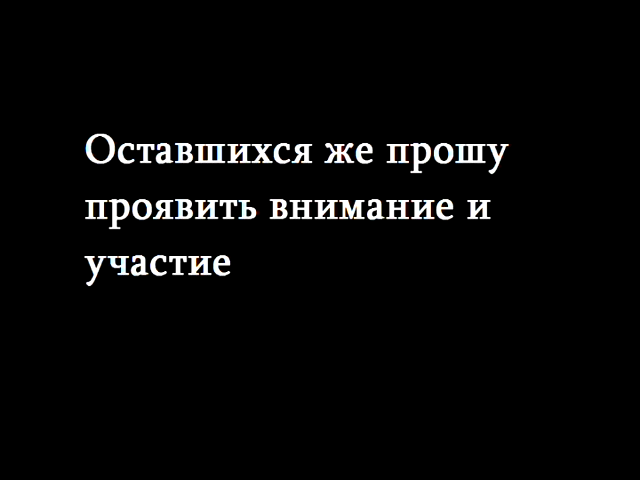 Оставшихся же прошу
проявить внимание и
участие